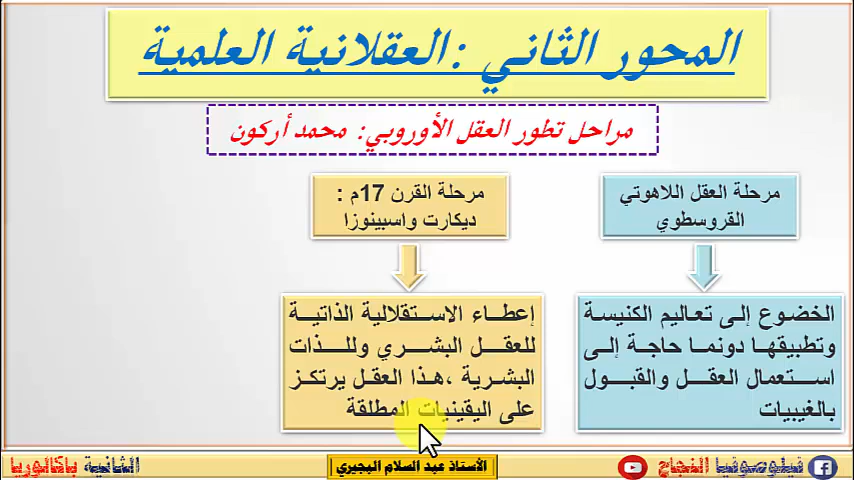 المحور الثاني :العقلانية العلمية
مراحل تطور العقل الأوروبي: محمد أركون
مرحلة العقل اللاهوتي
القروسطوي
الخضوع إلى تعاليم الكنيسة
وتطبيقها دونما حاجة إلى
استعمال العقل والقبول
بالغيبيات
مرحلة القرن 17م :
ديكارت واسبينوزا
إعطاء الاستقلالية الذاتية
للعقل البشري وللذات
البشرية ،هذا العقل يرتكز
على اليقينيات المطلقة
فيلوصوفيا النجاح
الأستاذ عبد السلام البجيري
الثانية باكالوريا